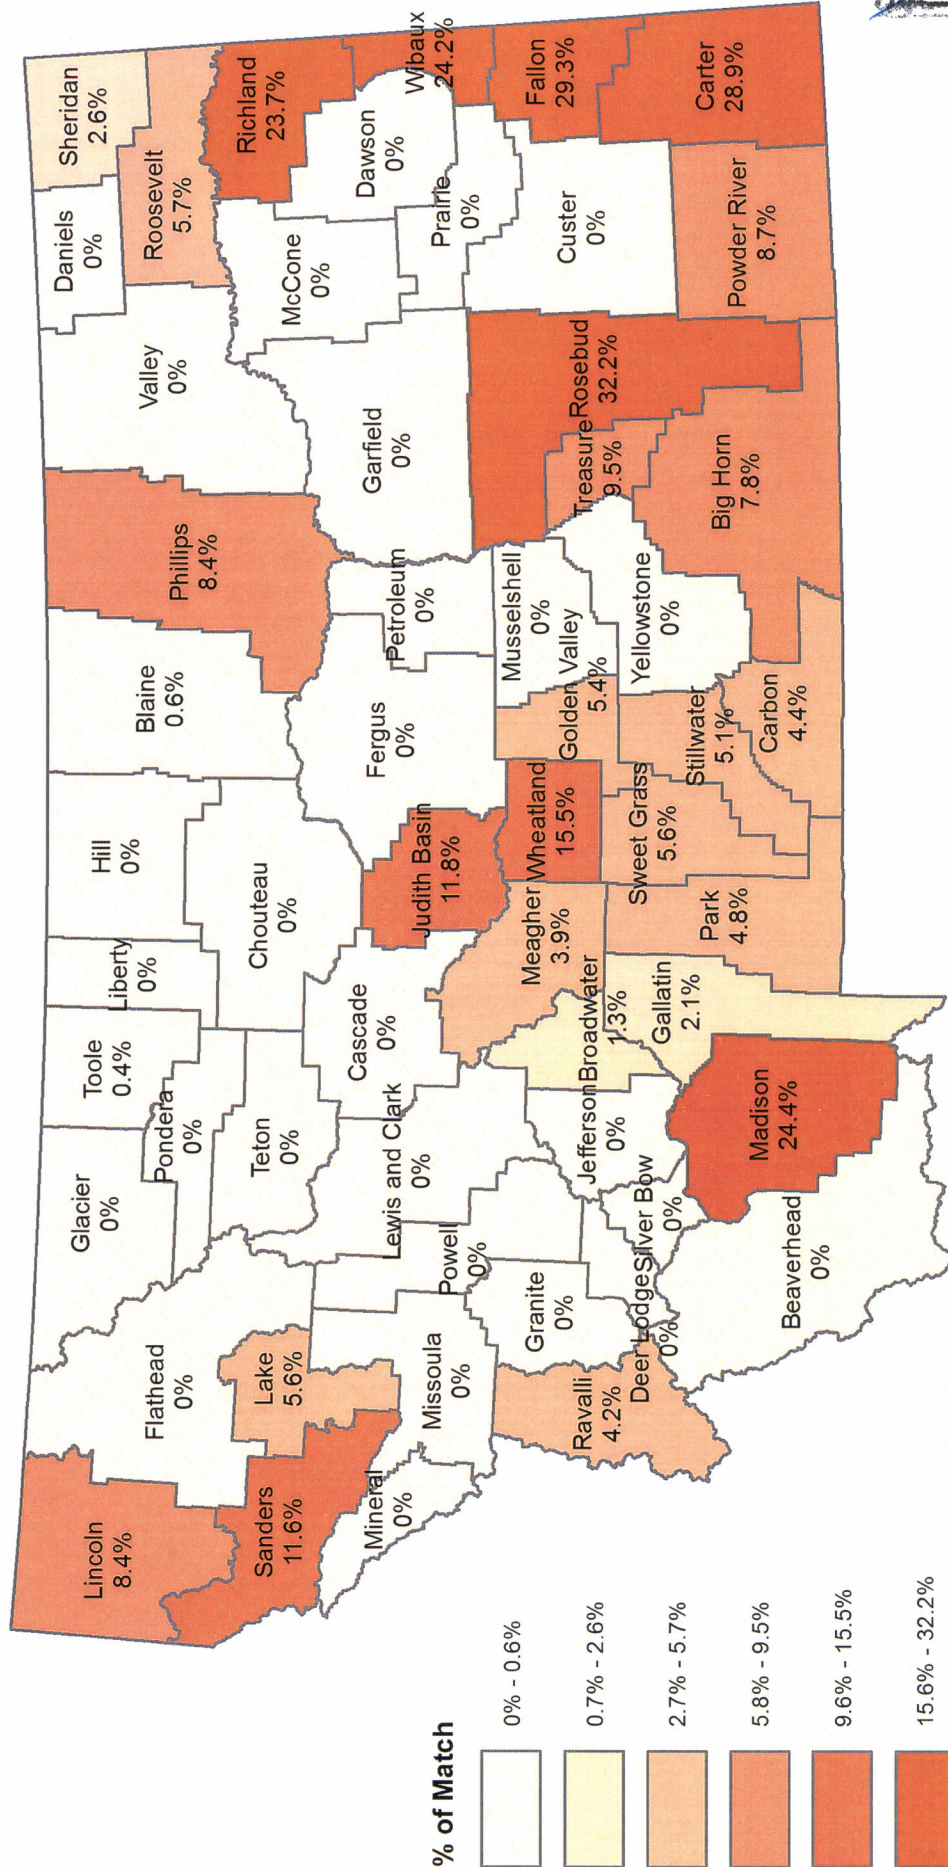 Lincoln
8.4%
Flathead
0%
Glacier
0%
Toole
0.4%
Liberty
0%
Hill
0%
Blaine
0.6%
Phillips
8.4%
Valley
0%
Daniels
0%
Sheridan
2.6%
Roosevelt
5.7%
Richland
23.7%
Sanders
11.6%
Lake
5.6%
Pondera
0%
Teton
0%
Chouteau
0%
McCone
0%
Garfield
0%
Dawson
0%
Wibaux
24.2%
Mineral
0%
Missoula
0%
Powell
0%
Lewis and Clark
0%
Cascade
0%
Judith Basin
11.8%
Fergus
0%
Petroleum
0%
Prairie
0%
Fallon
29.3%
Ravalli
4.2%
Granite
0%
Deer Lodge
0%
Silver Bow
0%
Jefferson
0%
Broadwater
1.3%
Meagher
3.9%
Wheatland
15.5%
Golden Valley
5.4%
Musselshell
0%
Treasure
9.5%
Rosebud
32.2%
Custer
0%
Carter
28.9%
Beaverhead
0%
Madison
24.4%
Gallatin
2.1%
Park
4.8%
Sweet Grass
5.6%
Stillwater
5.1%
Carbon
4.4%
Yellowstone
0%
Big Horn
7.8%
Powder River
8.7%
% of Match
0% - 0.6%
0.7% - 2.6%
2.7% - 5.7%
5.8% - 9.5%
9.6% - 15.5%
15.6% - 32.2%